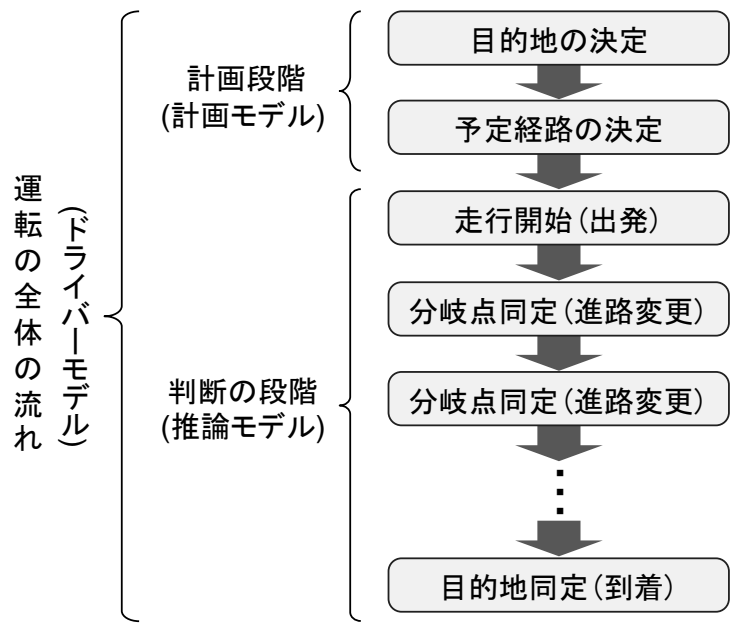 運転の全体の流れ
(ドライバーモデル)
計画段階
(計画モデル)
目的地の決定
予定経路の決定
判断の段階
(推論モデル)
走行開始(出発)
分岐点同定(進路変更)
分岐点同定(進路変更)
⋮
目的地同定(到着)